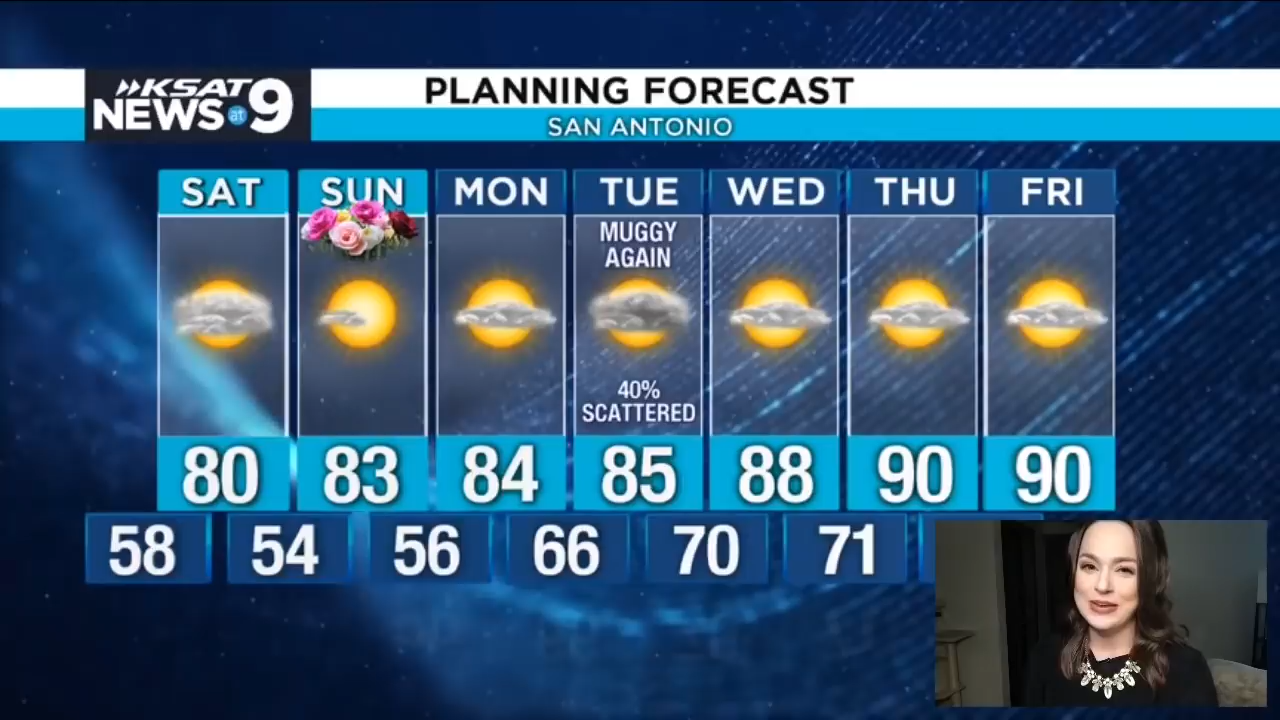 KSAT
NEWS at 9
PLANNING FORECAST
SAN ANTONIO
SAT SUN MON TUE WED THU FRI
MUGGY
AGAIN
40%
SCATTERED
80 83 84 85 88 90 90
58 54 56 66 70 71